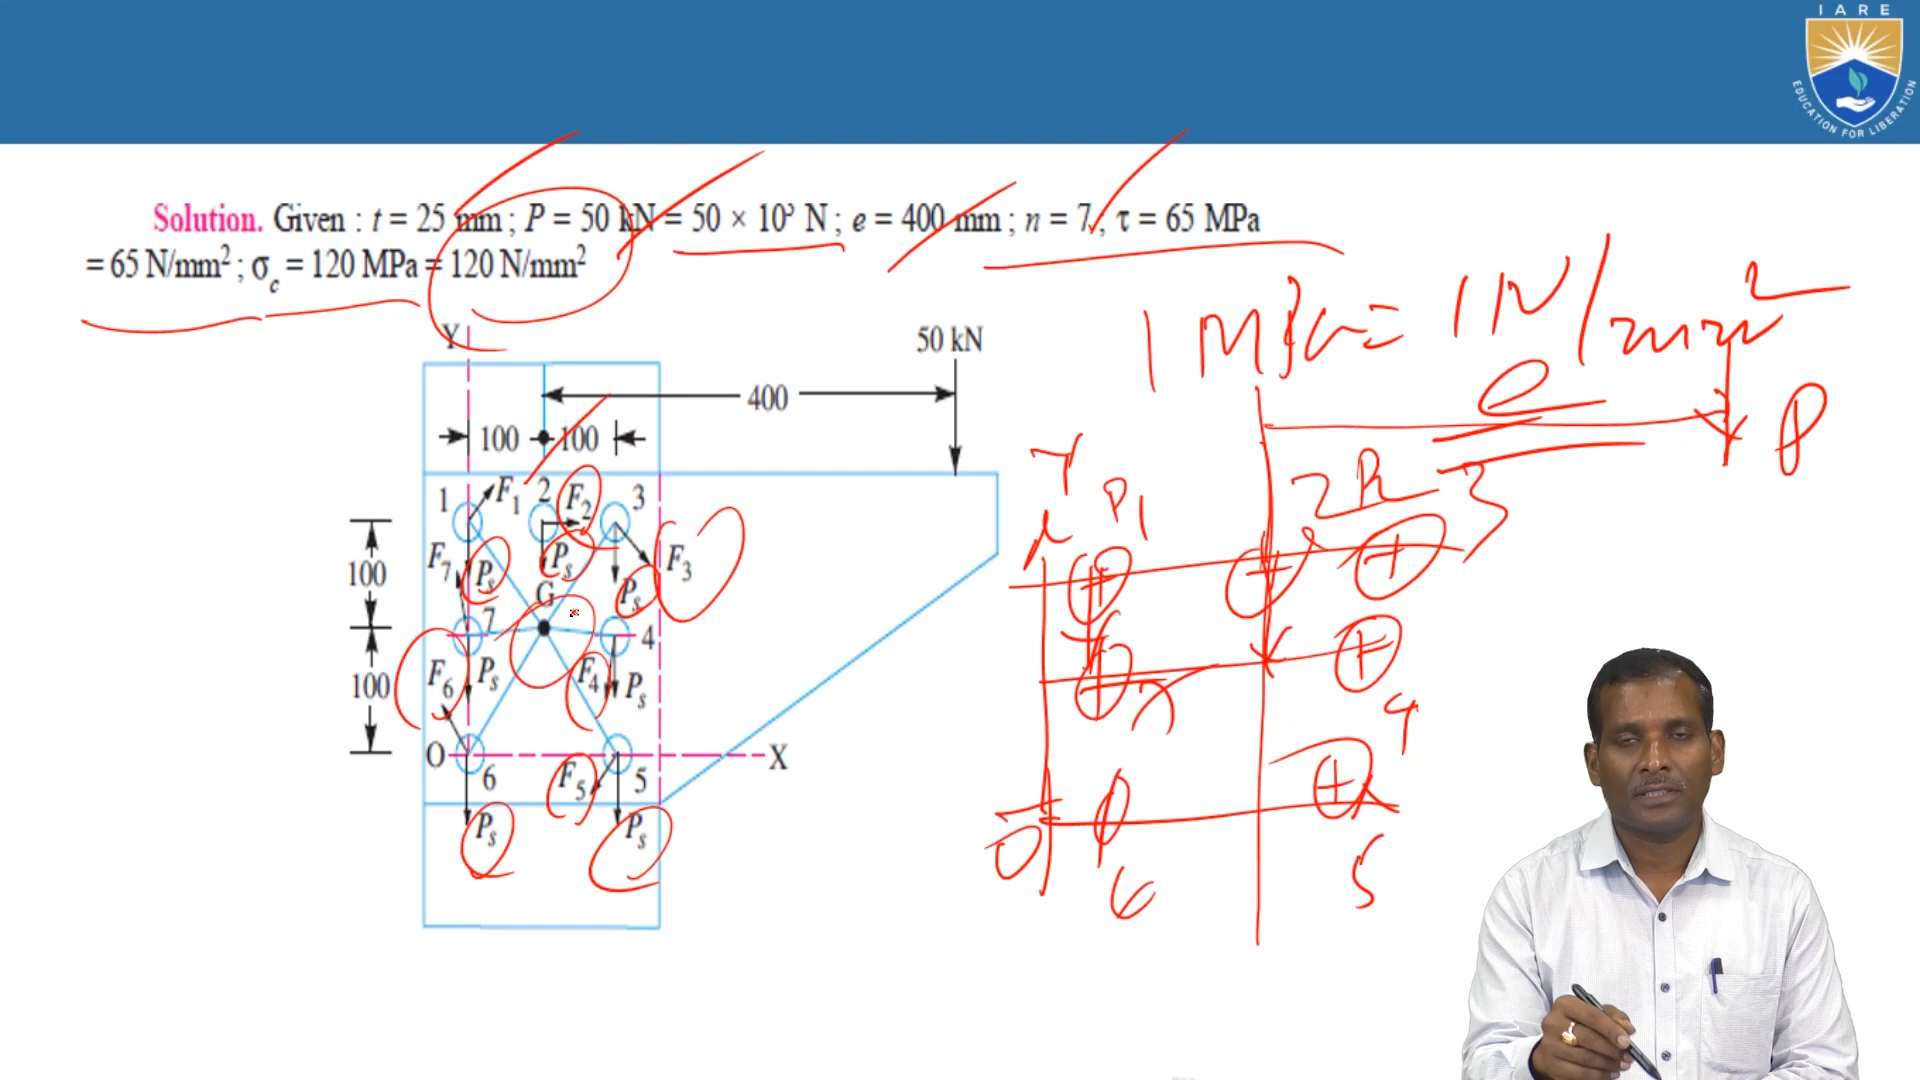 IARE
EDUCATION FOR LIBERATION
Solution. Given : t = 25 mm ; P = 50 kN = 50 × 10³ N ; e = 400 mm ; n = 7 ; τ = 65 MPa
= 65 N/mm² ; σc = 120 MPa = 120 N/mm²
1 MPa = 1 N/mm²
Y
50 kN
400
e
P
100 100
Y
P1
2
3
1 F1 2 F2 3
100
F7 Ps Ps Ps F3
G
7 4
100
F6 Ps F4 Ps
7
4
O 6 F5 5 X
Ps Ps
O
6
5